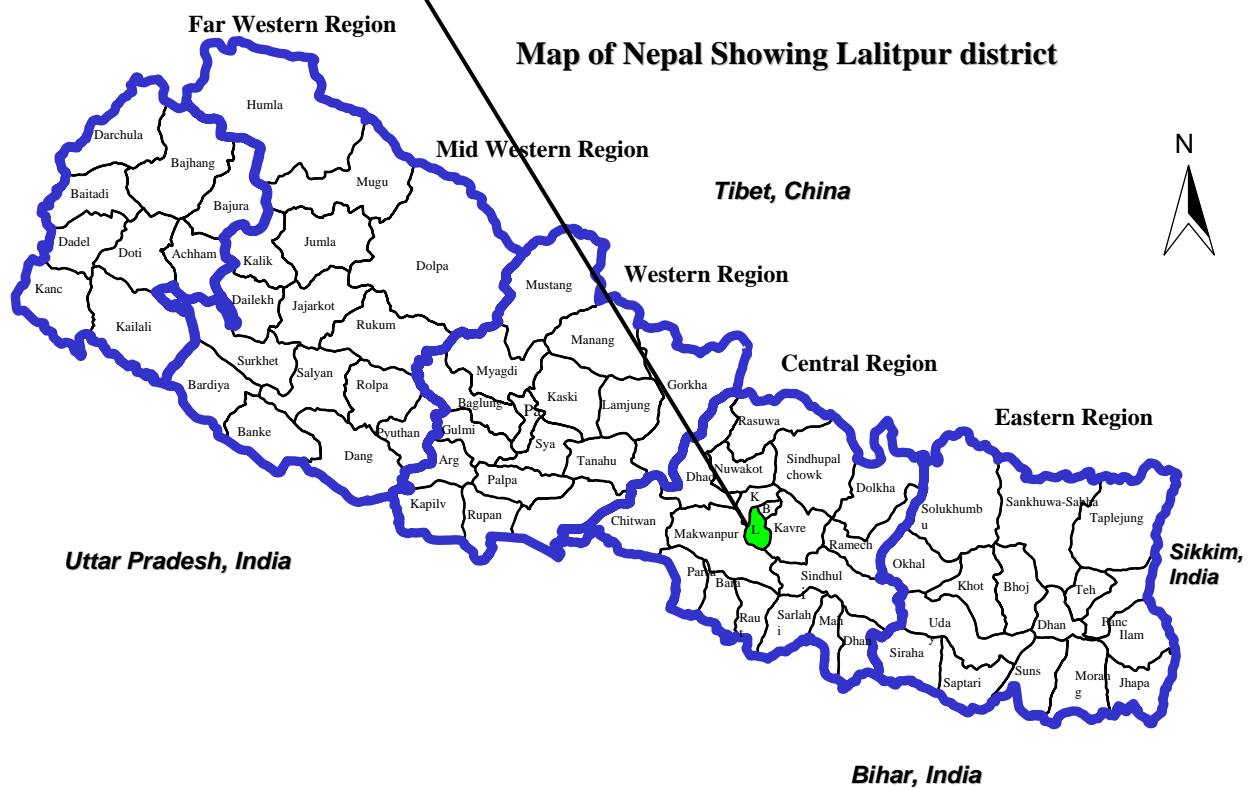 Far Western Region
Map of Nepal Showing Lalitpur district
Humla
Darchula
N
Mid Western Region
Bajhang
Mugu
Tibet, China
Baitadi
Bajura
Dadel
Doti
Achham
Kalik
Jumla
Dolpa
Western Region
Kanc
Dailekh
Jajarkot
Mustang
Kailali
Rukum
Manang
Central Region
Surkhet
Salyan
Bardiya
Rolpa
Myagdi
Kaski
Gorkha
Baglung
Pa
Lamjung
Eastern Region
Rasuwa
Banke
Pyuthan
Gulmi
Sya
Dang
Arg
Tanahu
Nuwakot
Sindhupal
chowk
Dhad
Palpa
Dolkha
Kapilv
Rupan
K
B
Sankhuwa-Sabha
Solukhumb
u
Taplejung
Chitwan
L
Kavre
Makwanpur
Ramech
Uttar Pradesh, India
Sikkim,
India
Okhal
Parsa
Bara
Sindhul
i
Khot
Bhoj
Teh
Rau
t
Sarlah
i
Mah
Dhan
Uda
y
Dhan
Panc
Ilam
Siraha
Saptari
Suns
Moran
g
Jhapa
Bihar, India